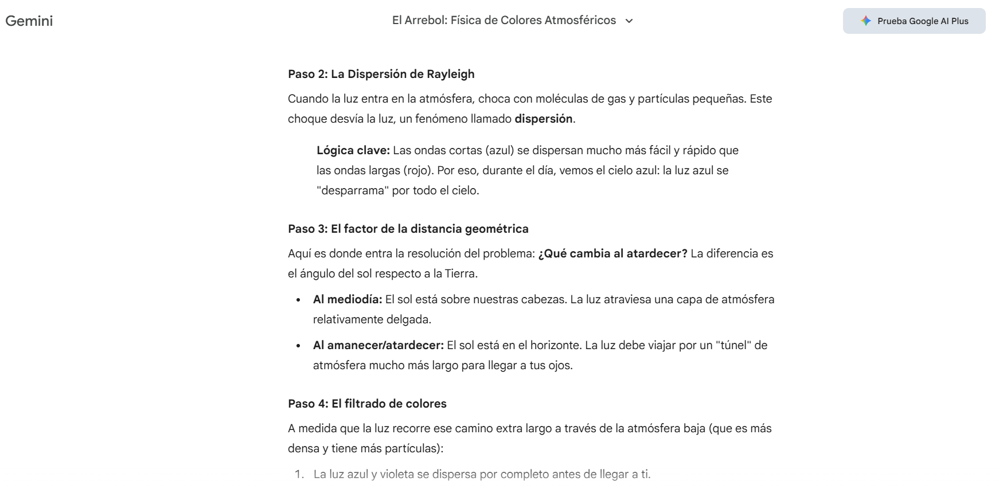 Gemini
El Arrebol: Física de Colores Atmosféricos
Prueba Google AI Plus
Paso 2: La Dispersión de Rayleigh
Cuando la luz entra en la atmósfera, choca con moléculas de gas y partículas pequeñas. Este
choque desvía la luz, un fenómeno llamado dispersión.
Lógica clave: Las ondas cortas (azul) se dispersan mucho más fácil y rápido que
las ondas largas (rojo). Por eso, durante el día, vemos el cielo azul: la luz azul se
"desparrama" por todo el cielo.
Paso 3: El factor de la distancia geométrica
Aquí es donde entra la resolución del problema: ¿Qué cambia al atardecer? La diferencia es
el ángulo del sol respecto a la Tierra.
• Al mediodía: El sol está sobre nuestras cabezas. La luz atraviesa una capa de atmósfera
relativamente delgada.
• Al amanecer/atardecer: El sol está en el horizonte. La luz debe viajar por un "túnel" de
atmósfera mucho más largo para llegar a tus ojos.
Paso 4: El filtrado de colores
A medida que la luz recorre ese camino extra largo a través de la atmósfera baja (que es más
densa y tiene más partículas):
1. La luz azul y violeta se dispersa por completo antes de llegar a ti.